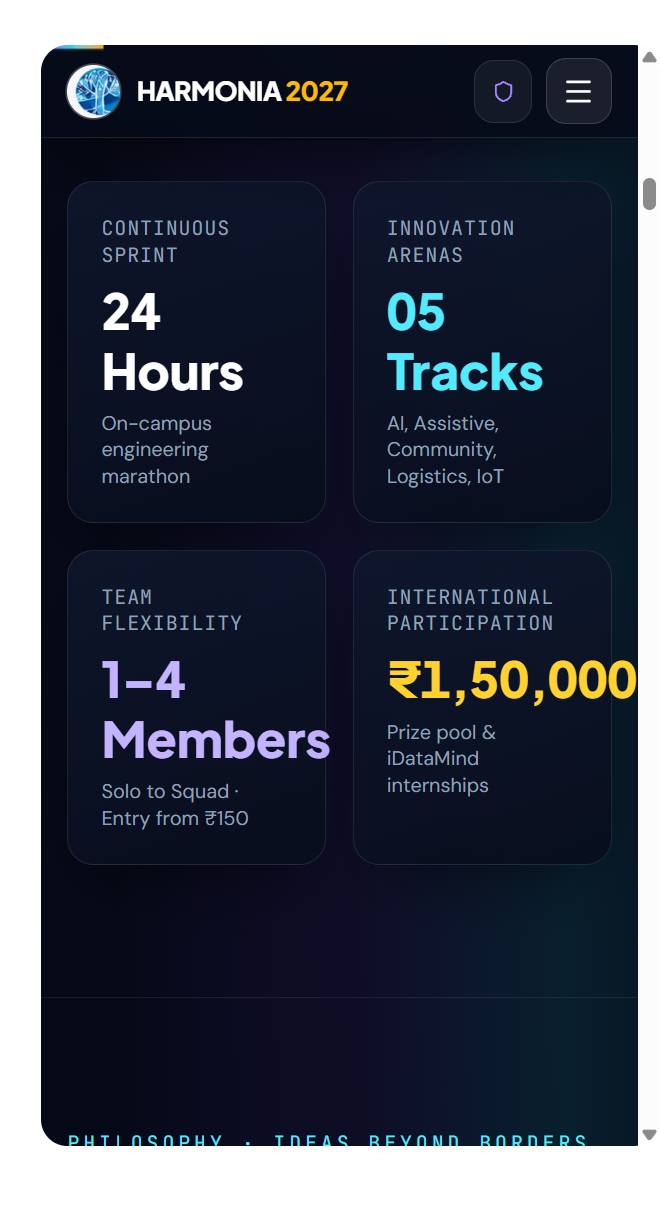 HARMONIA 2027
CONTINUOUS
SPRINT
24
Hours
On-campus
engineering
marathon
INNOVATION
ARENAS
05
Tracks
AI, Assistive,
Community,
Logistics, IoT
TEAM
FLEXIBILITY
1–4
Members
Solo to Squad ·
Entry from ₹150
INTERNATIONAL
PARTICIPATION
₹1,50,000
Prize pool &
iDataMind
internships
PHILOSOPHY · IDEAS BEYOND BORDERS